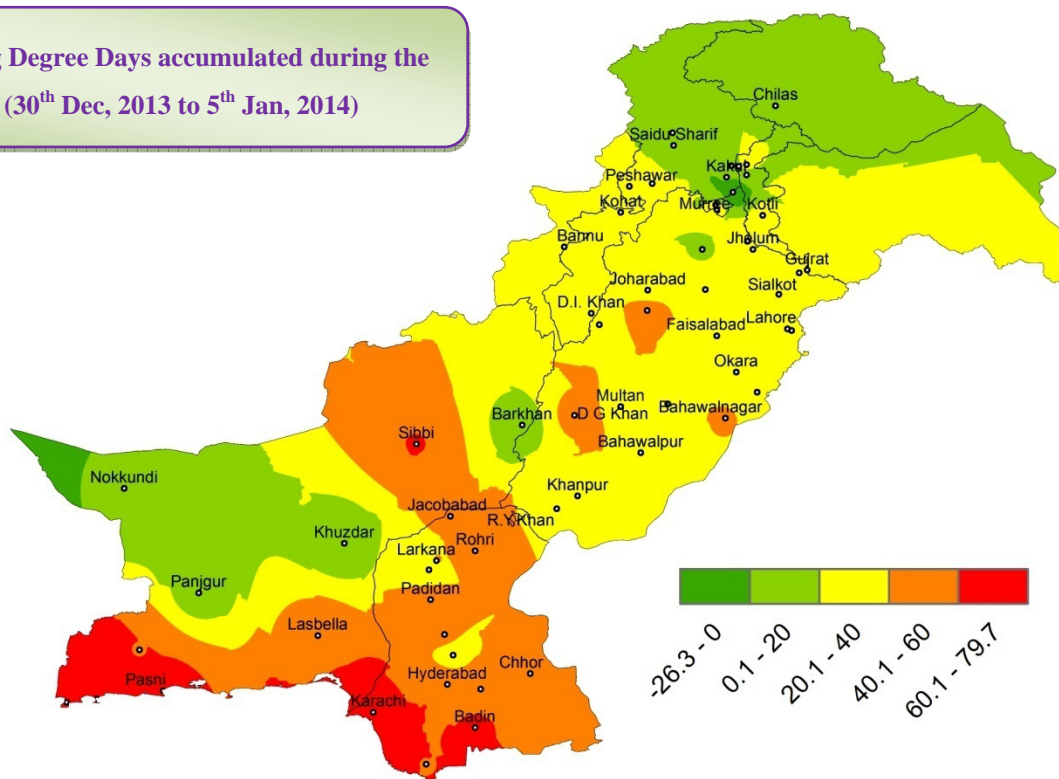 g Degree Days accumulated during the
(30th Dec, 2013 to 5th Jan, 2014)
Chilas
Saidu Sharif
Kakul
Peshawar
Kohat
Murree
Kotli
Bannu
Jhelum
Gujrat
Joharabad
Sialkot
D.I. Khan
Faisalabad
Lahore
Okara
Multan
Barkhan
D G Khan
Bahawalnagar
Sibbi
Bahawalpur
Nokkundi
Khanpur
Jacobabad
R.Y.Khan
Khuzdar
Rohri
Larkana
Panjgur
Padidan
Lasbella
Hyderabad
Chhor
Pasni
Karachi
Badin
-26.3 - 0
0.1 - 20
20.1 - 40
40.1 - 60
60.1 - 79.7